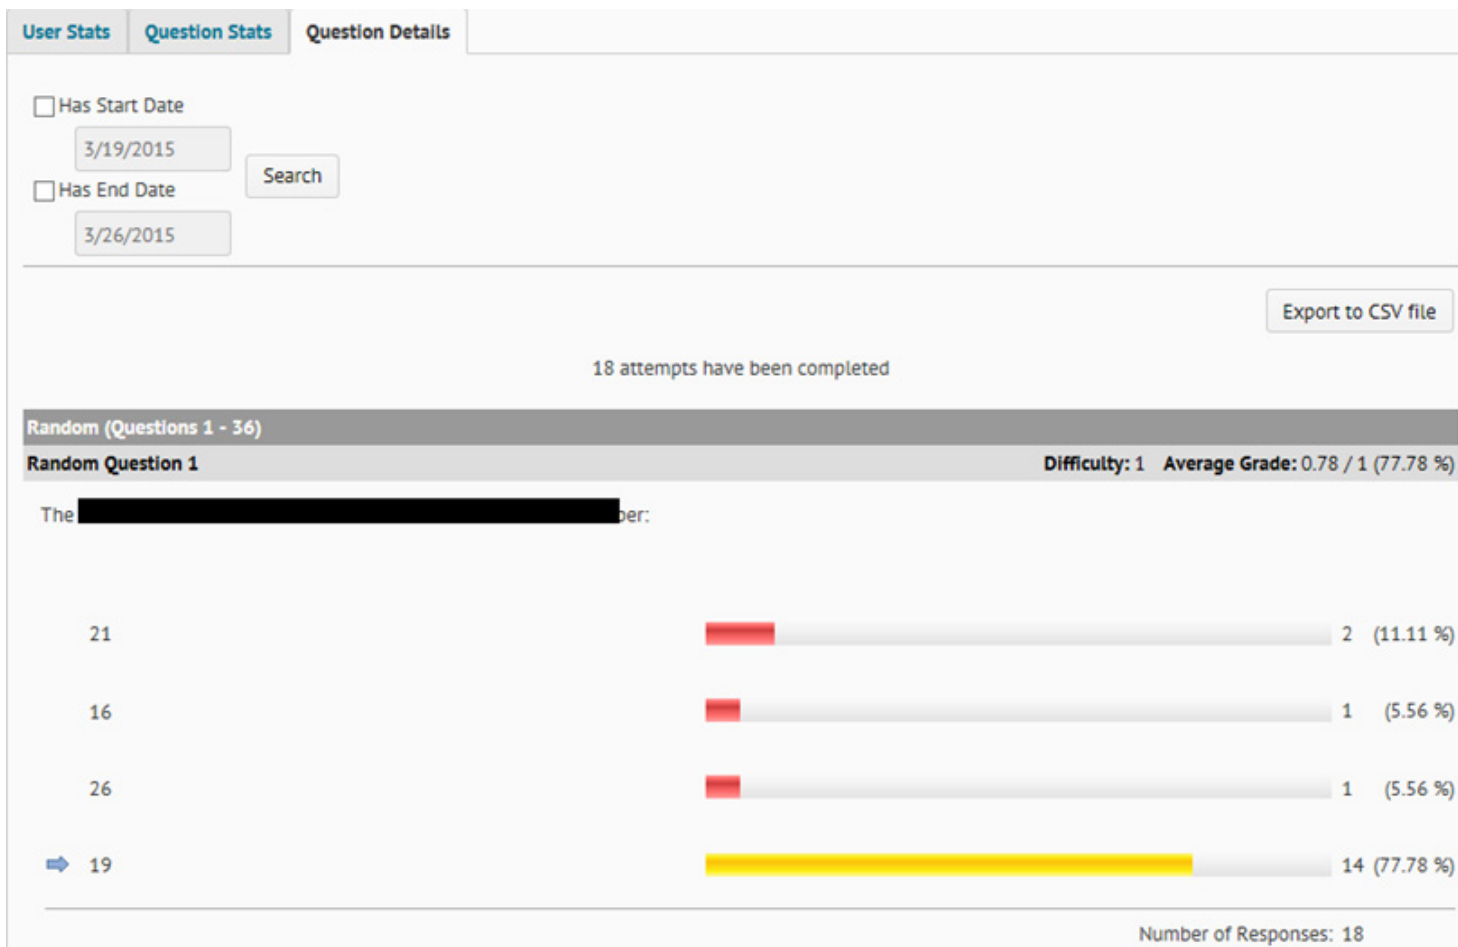 User Stats Question Stats Question Details
Has Start Date
3/19/2015
Search
Has End Date
3/26/2015
Export to CSV file
18 attempts have been completed
Random (Questions 1 - 36)
Random Question 1 Difficulty: 1 Average Grade: 0.78 / 1 (77.78 %)
The ber:
21 2 (11.11 %)
16 1 (5.56 %)
26 1 (5.56 %)
19 14 (77.78 %)
Number of Responses: 18